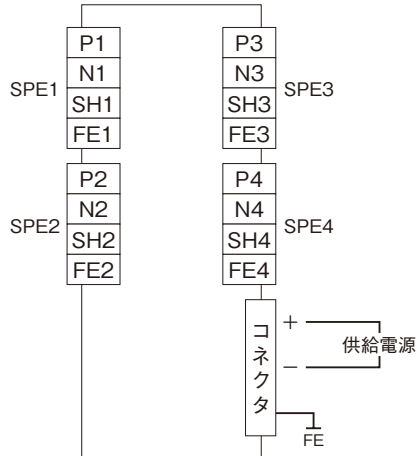 SPE1
P1
N1
SH1
FE1
SPE2
P2
N2
SH2
FE2
P3
N3
SH3
FE3
SPE3
P4
N4
SH4
FE4
SPE4
コネクタ
+
−
供給電源
FE